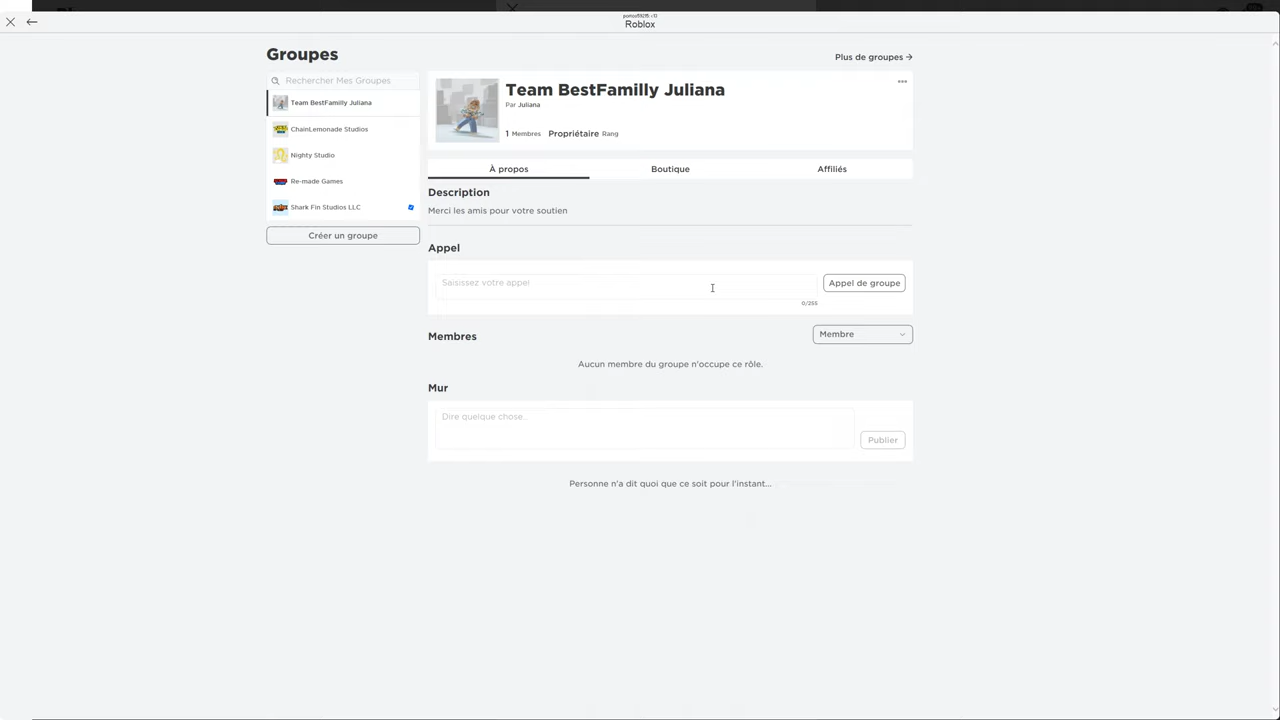 Roblox
Groupes
Plus de groupes →
Rechercher Mes Groupes
Team BestFamilly Juliana
ChainLemonade Studios
Nighty Studio
Re-made Games
Shark Fin Studios LLC
Créer un groupe
Team BestFamilly Juliana
Par Juliana
1 Membres Propriétaire Rang
À propos Boutique Affiliés
Description
Merci les amis pour votre soutien
Appel
Saisissez votre appel
Appel de groupe
0/255
Membres
Membre
Aucun membre du groupe n'occupe ce rôle.
Mur
Dire quelque chose...
Publier
Personne n'a dit quoi que ce soit pour l'instant...